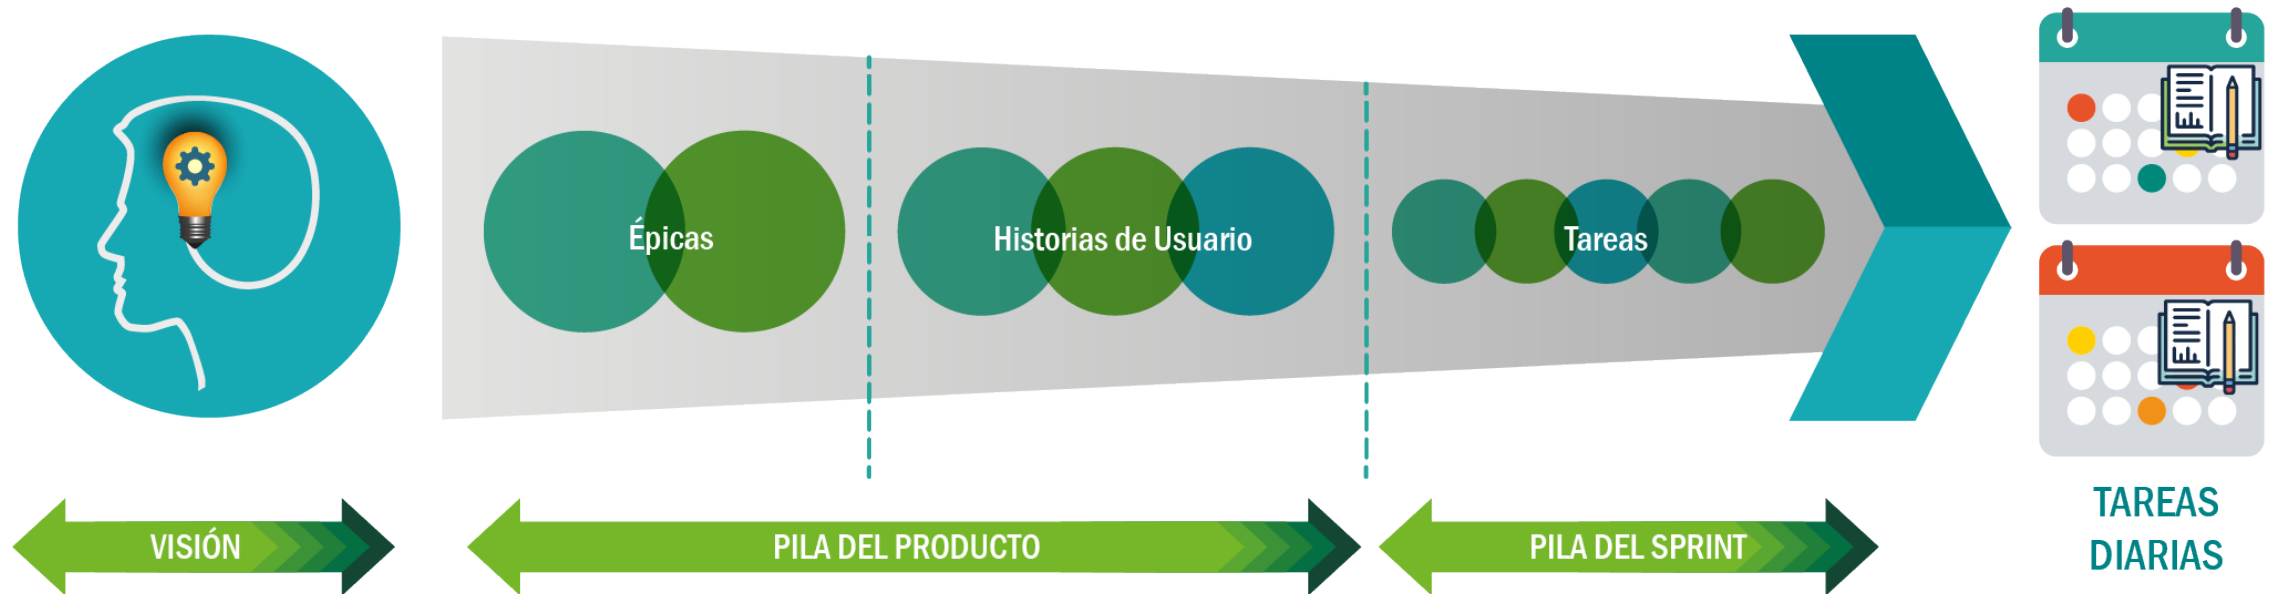 Épicas
Historias de Usuario
Tareas
VISIÓN
PILA DEL PRODUCTO
PILA DEL SPRINT
TAREAS
DIARIAS